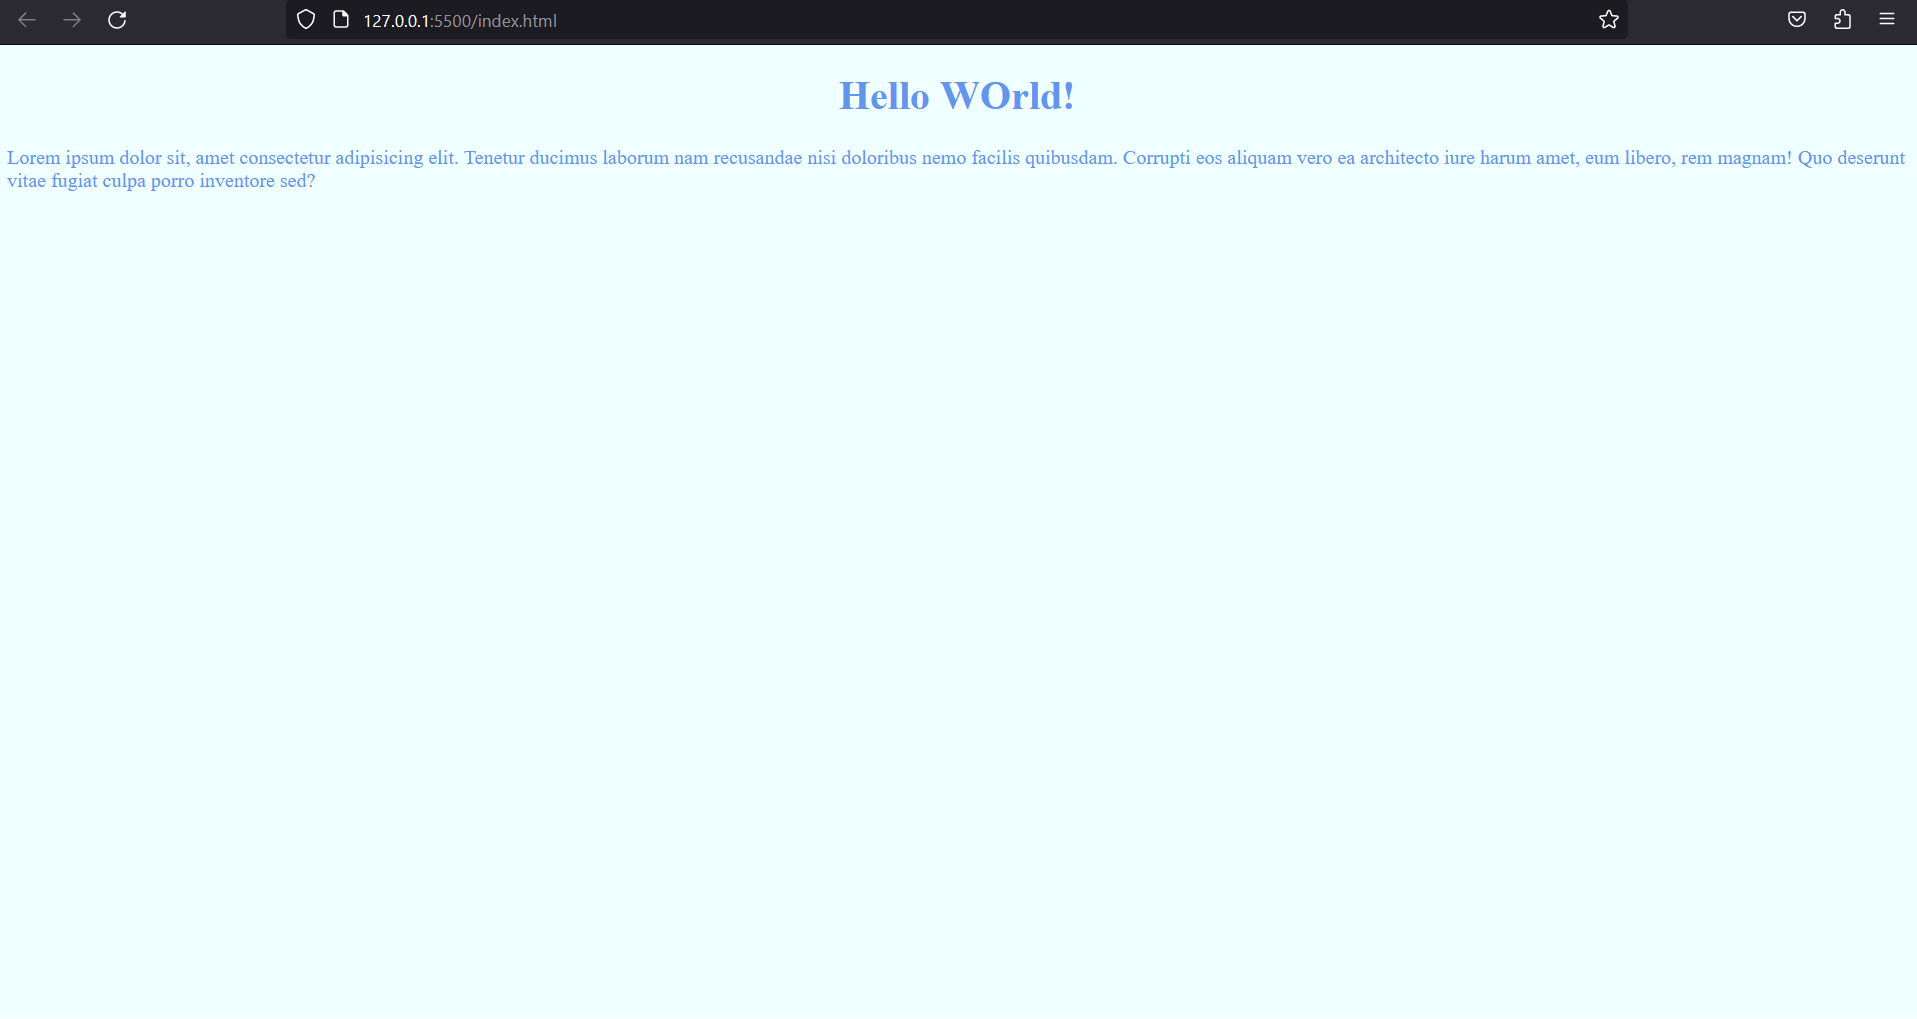 127.0.0.1:5500/index.html
Hello WOrld!
Lorem ipsum dolor sit, amet consectetur adipisicing elit. Tenetur ducimus laborum nam recusandae nisi doloribus nemo facilis quibusdam. Corrupti eos aliquam vero ea architecto iure harum amet, eum libero, rem magnam! Quo deserunt
vitae fugiat culpa porro inventore sed?